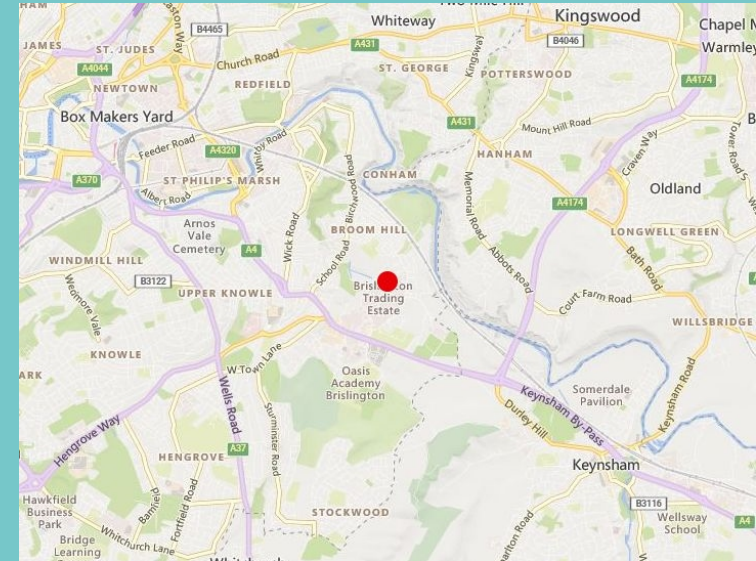 Whiteway
Kingswood
Chapel
B4465
Easton Way
B4046
Warmley
JAMES
ST. JUDES
Church Road
A431
Kingsway
A4044
ST. GEORGE
POTTERSWOOD
A4174
NEWTOWN
REDFIELD
Box Makers Yard
A431
Mount Hill Road
Tower Road S
Feeder Road
A4320
Whitby Road
Birchwood Road
HANHAM
Craven Way
A370
ST PHILIP'S MARSH
CONHAM
Oldland
Albert Road
Memorial Road
A4174
Arnos
Vale
Cemetery
Wick Road
BROOM HILL
LONGWELL GREEN
A4
School Road
Abbots Road
Bath Road
WINDMILL HILL
B3122
UPPER KNOWLE
Trading
Estate
Court Farm Road
Wedmore Vale
WILLSBRIDGE
KNOWLE
W Town Lane
ARK
Oasis
Academy
Brislington
Somerdale
Pavilion
Wells Road
Keynsham By-Pass
Keynsham Road
Sturminster Road
Durley Hill
Hengrove Way
HENGROVE
A37
Keynsham
Hawkfield
Business
Park
Fortfield Road
STOCKWOOD
B3116
Wellsway
School
A4
Whitchurch Lane
Bridge
Learning